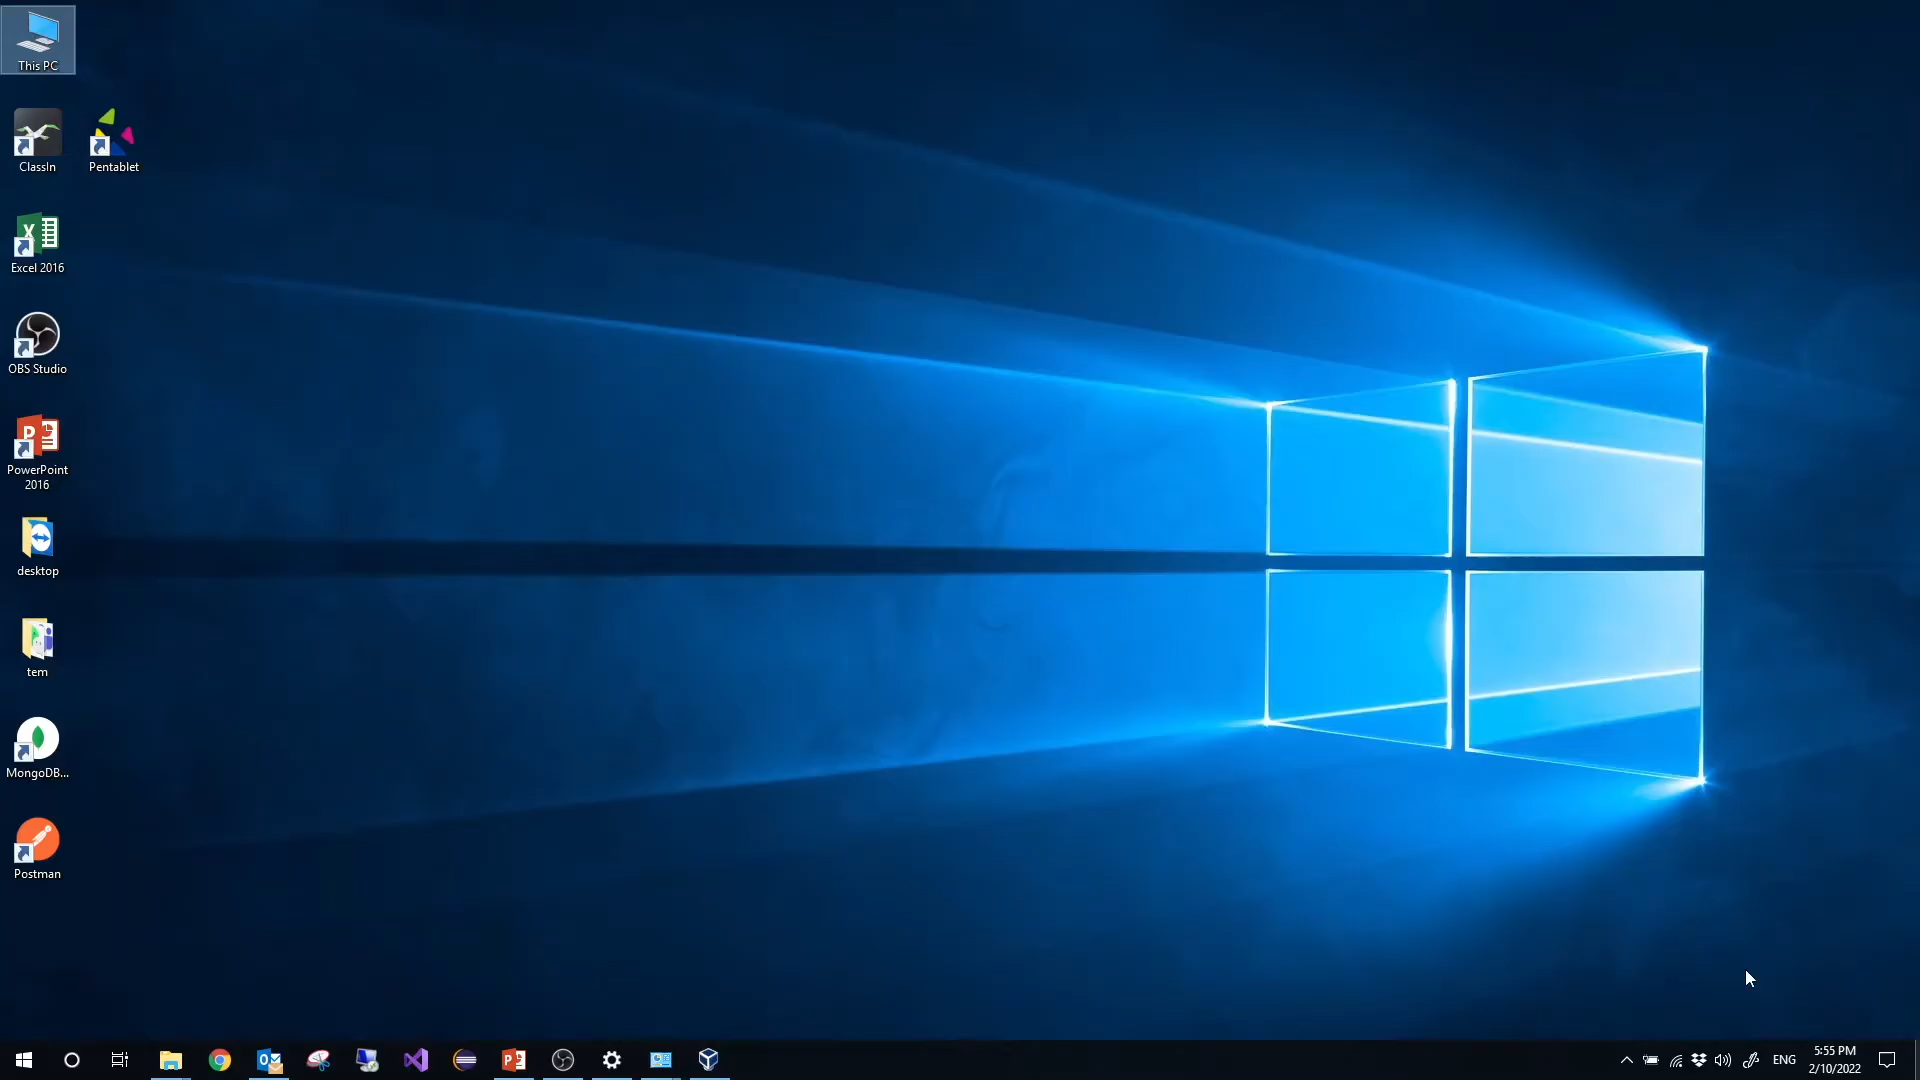 This PC
ClassIn
Pentablet
Excel 2016
OBS Studio
PowerPoint
2016
desktop
tem
MongoDB...
Postman
ENG
5:55 PM
2/10/2022